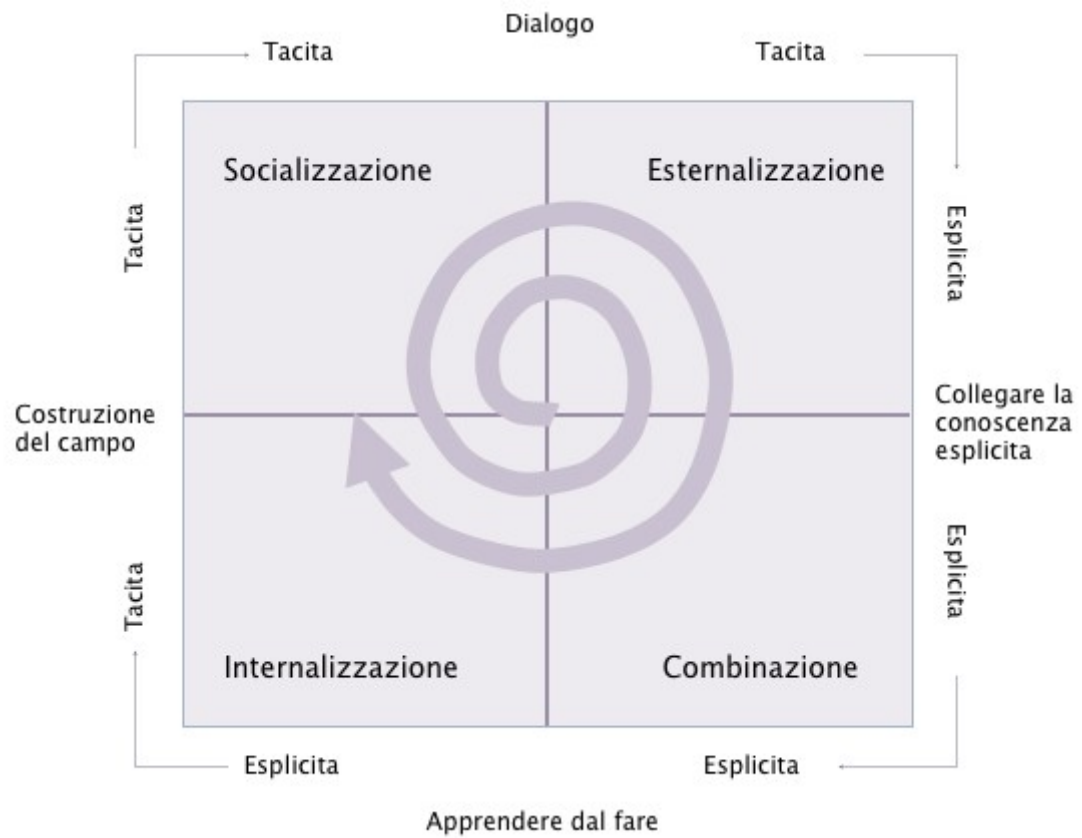 Dialogo
Tacita
Tacita
Socializzazione
Esternalizzazione
Tacita
Esplicita
Costruzione
del campo
Collegare la
conoscenza
esplicita
Tacita
Esplicita
Internalizzazione
Combinazione
Esplicita
Esplicita
Apprendere dal fare